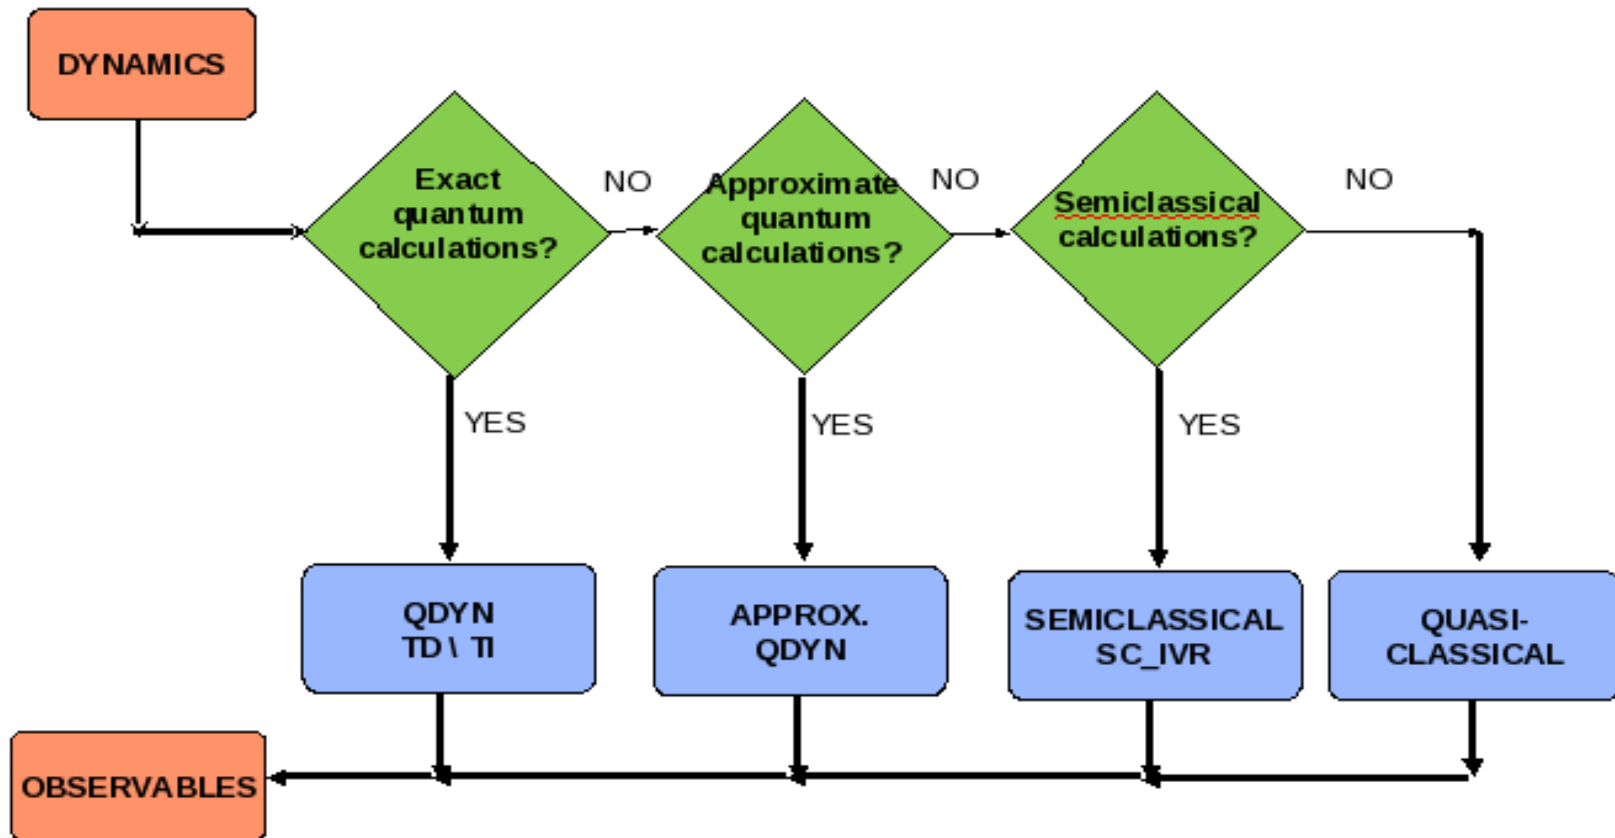 DYNAMICS
Exact
quantum
calculations?
NO
Approximate
quantum
calculations?
NO
Semiclassical
calculations?
NO
YES
YES
YES
QDYN
TD \ TI
APPROX.
QDYN
SEMICLASSICAL
SC_IVR
QUASI-
CLASSICAL
OBSERVABLES